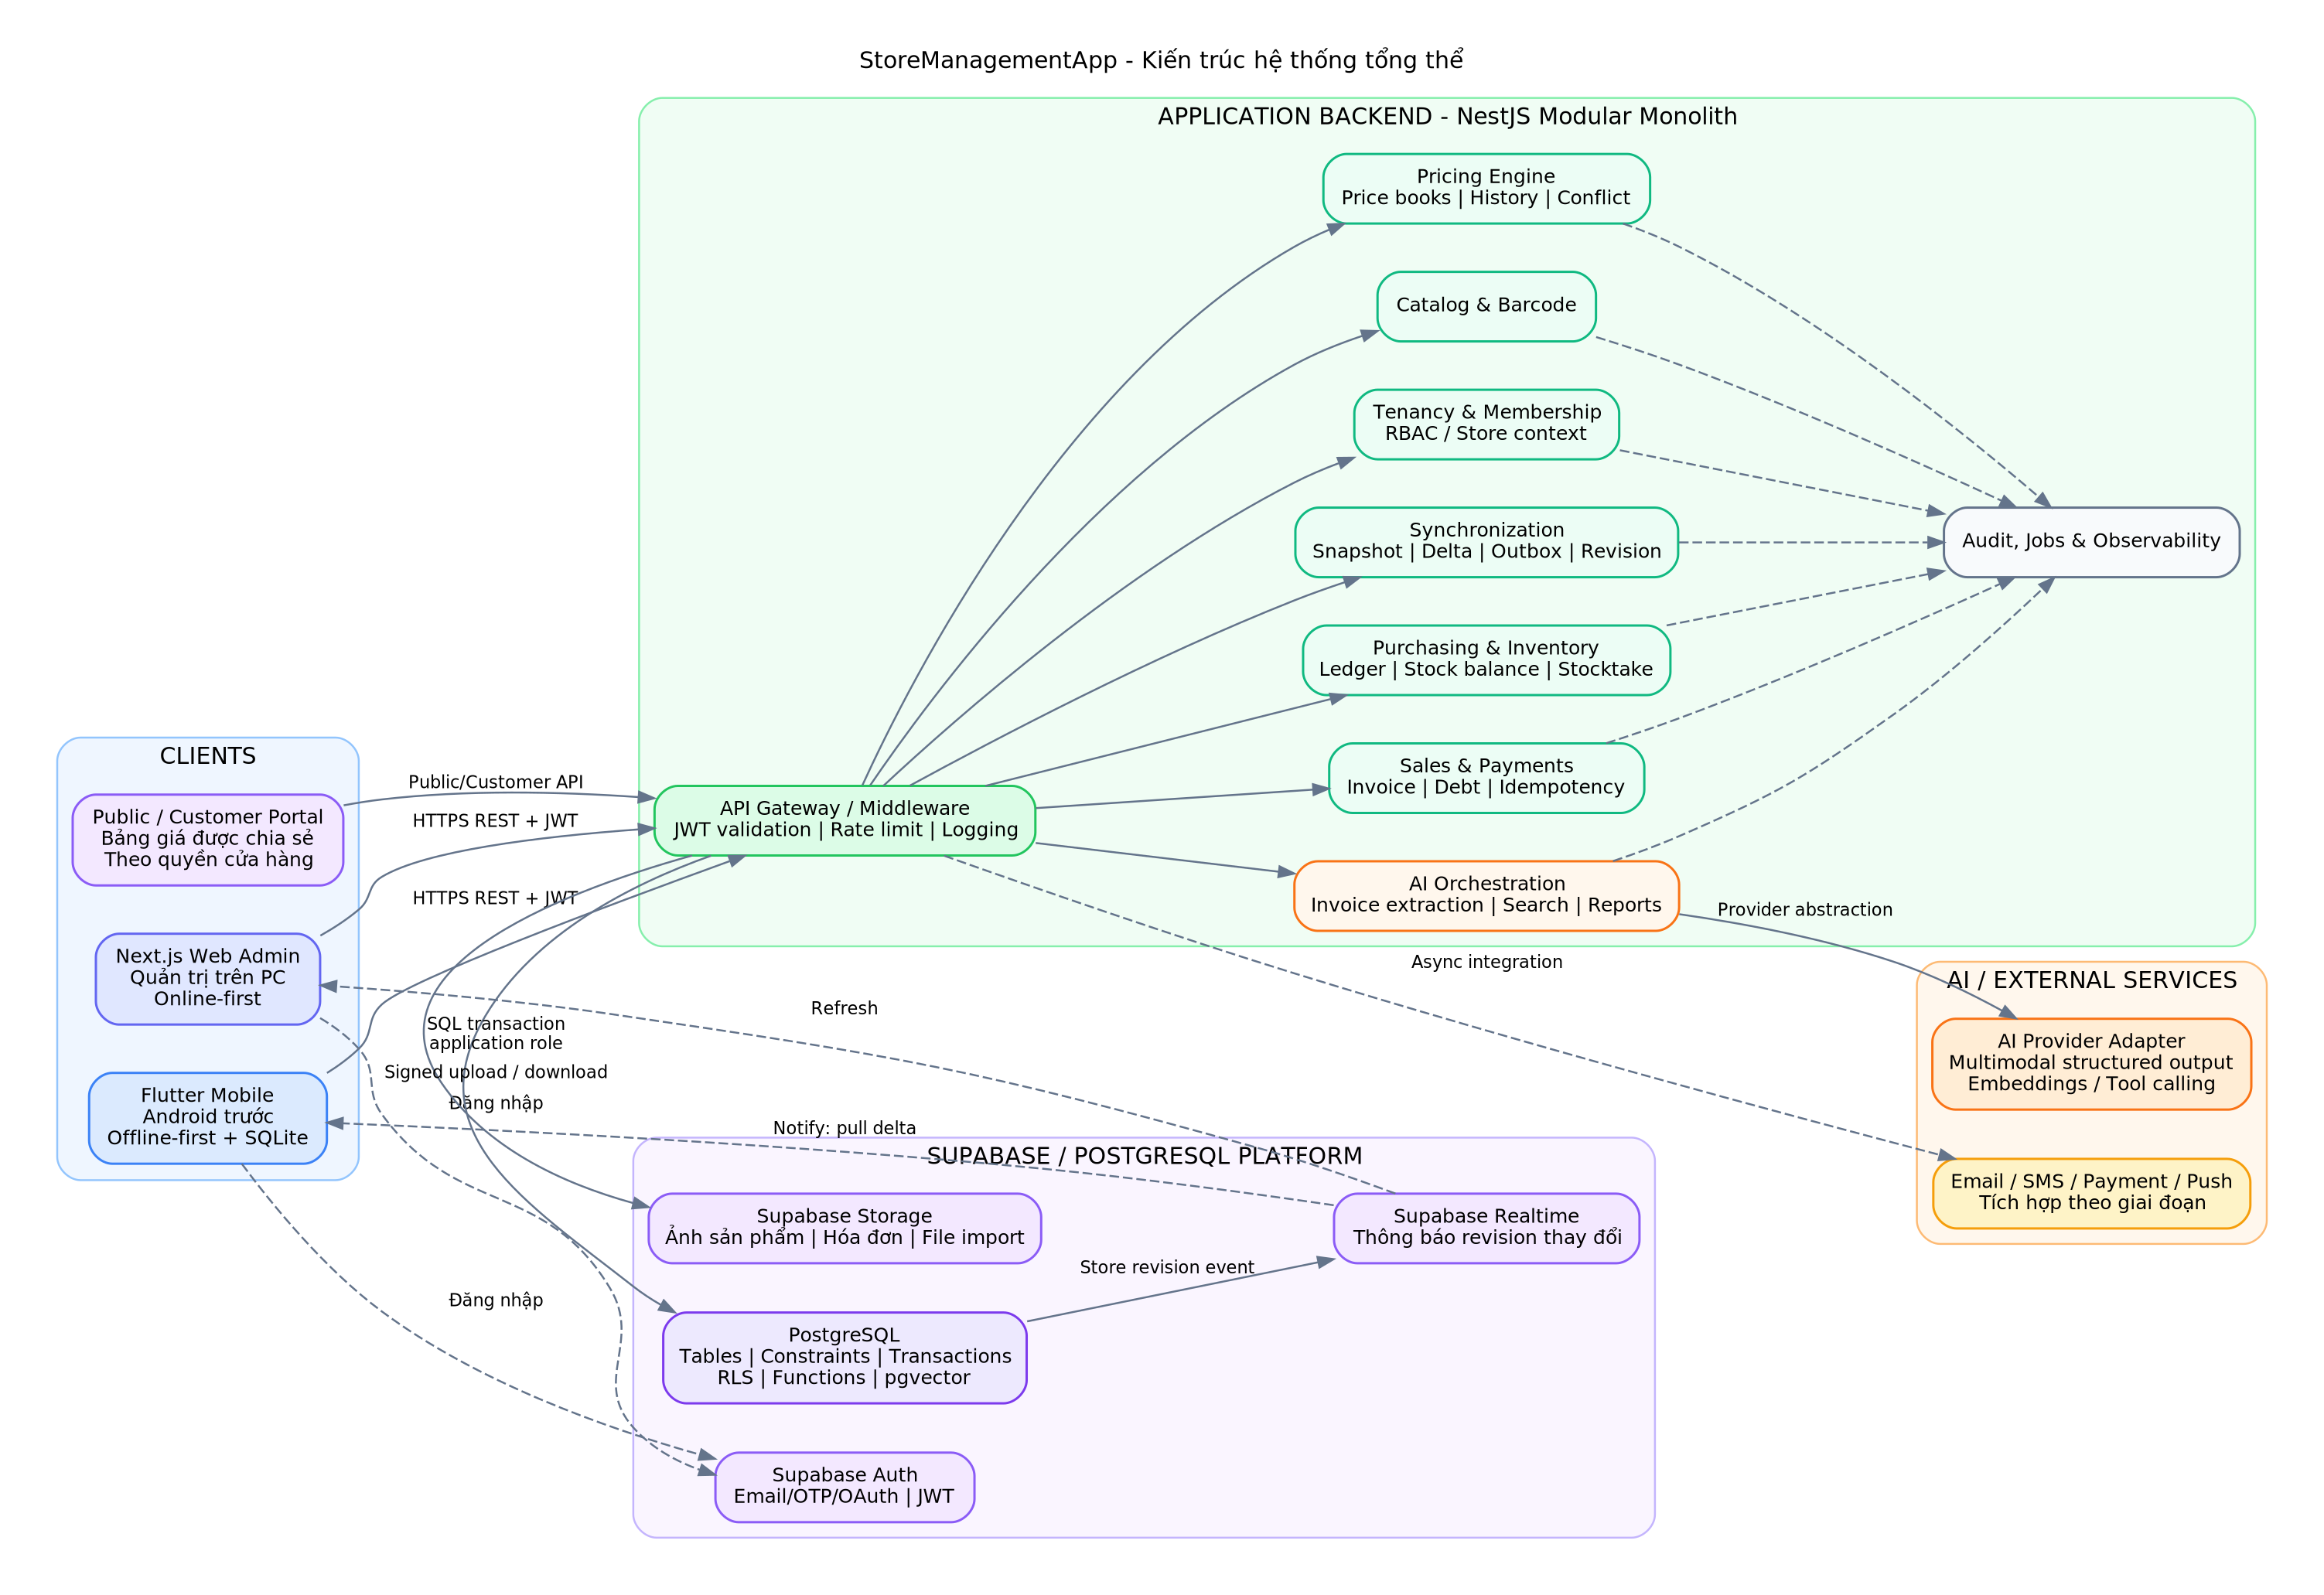 StoreManagementApp - Kiến trúc hệ thống tổng thể
APPLICATION BACKEND - NestJS Modular Monolith
Pricing Engine
Price books | History | Conflict
Catalog & Barcode
Tenancy & Membership
RBAC / Store context
Synchronization
Snapshot | Delta | Outbox | Revision
Audit, Jobs & Observability
Purchasing & Inventory
Ledger | Stock balance | Stocktake
Sales & Payments
Invoice | Debt | Idempotency
API Gateway / Middleware
JWT validation | Rate limit | Logging
AI Orchestration
Invoice extraction | Search | Reports
CLIENTS
Public / Customer Portal
Bảng giá được chia sẻ
Theo quyền cửa hàng
Next.js Web Admin
Quản trị trên PC
Online-first
Flutter Mobile
Android trước
Offline-first + SQLite
Public/Customer API
HTTPS REST + JWT
HTTPS REST + JWT
SQL transaction
application role
Signed upload / download
Đăng nhập
Đăng nhập
Refresh
Notify: pull delta
Async integration
Provider abstraction
AI / EXTERNAL SERVICES
AI Provider Adapter
Multimodal structured output
Embeddings / Tool calling
Email / SMS / Payment / Push
Tích hợp theo giai đoạn
SUPABASE / POSTGRESQL PLATFORM
Supabase Storage
Ảnh sản phẩm | Hóa đơn | File import
Supabase Realtime
Thông báo revision thay đổi
Store revision event
PostgreSQL
Tables | Constraints | Transactions
RLS | Functions | pgvector
Supabase Auth
Email/OTP/OAuth | JWT